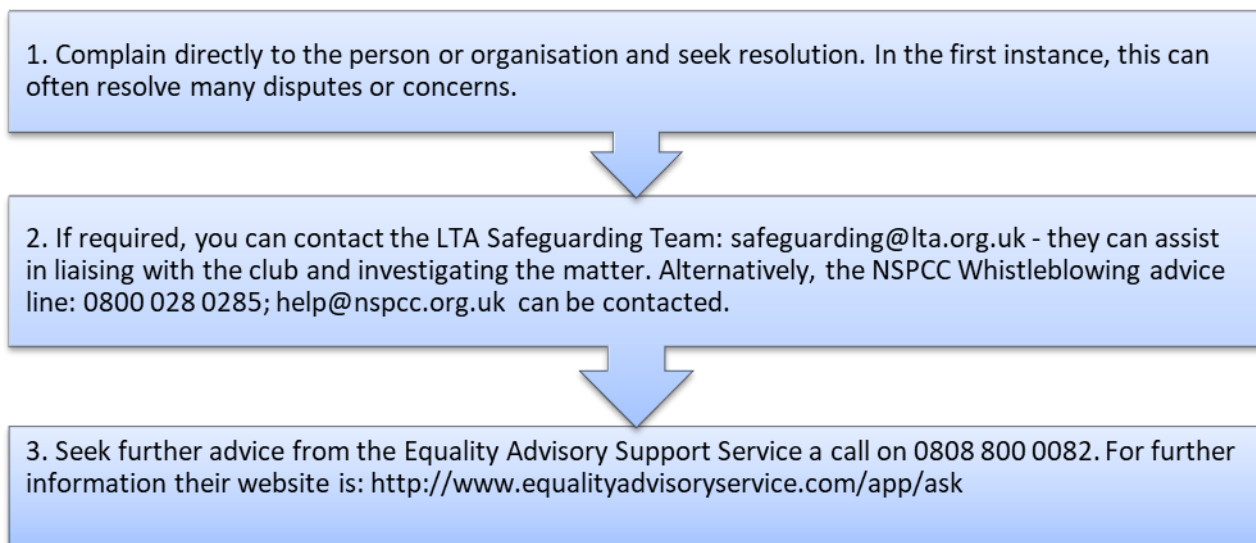 1. Complain directly to the person or organisation and seek resolution. In the first instance, this can
often resolve many disputes or concerns.
2. If required, you can contact the LTA Safeguarding Team: safeguarding@lta.org.uk - they can assist
in liaising with the club and investigating the matter. Alternatively, the NSPCC Whistleblowing advice
line: 0800 028 0285; help@nspcc.org.uk can be contacted.
3. Seek further advice from the Equality Advisory Support Service a call on 0808 800 0082. For further
information their website is: http://www.equalityadvisoryservice.com/app/ask